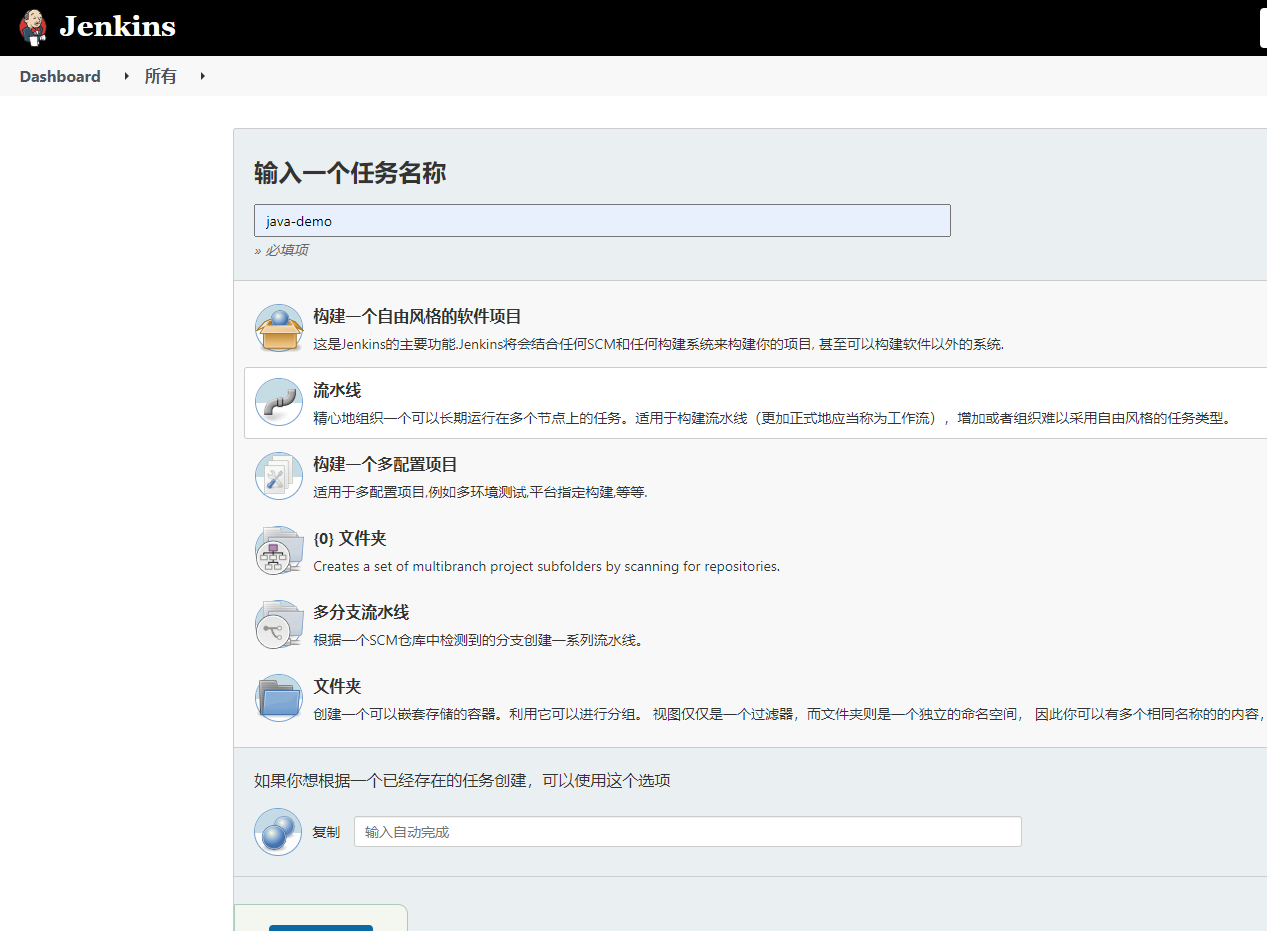 Jenkins
Dashboard
所有
输入一个任务名称
java-demo
» 必填项
构建一个自由风格的软件项目
这是Jenkins的主要功能.Jenkins将会结合任何SCM和任何构建系统来构建你的项目, 甚至可以构建软件以外的系统.
流水线
精心地组织一个可以长期运行在多个节点上的任务。适用于构建流水线（更加正式地应当称为工作流），增加或者组织难以采用自由风格的任务类型。
构建一个多配置项目
适用于多配置项目,例如多环境测试,平台指定构建,等等.
{0} 文件夹
Creates a set of multibranch project subfolders by scanning for repositories.
多分支流水线
根据一个SCM仓库中检测到的分支创建一系列流水线。
文件夹
创建一个可以嵌套存储的容器。利用它可以进行分组。 视图仅仅是一个过滤器，而文件夹则是一个独立的命名空间， 因此你可以有多个相同名称的的内容，
如果你想根据一个已经存在的任务创建，可以使用这个选项
复制
输入自动完成